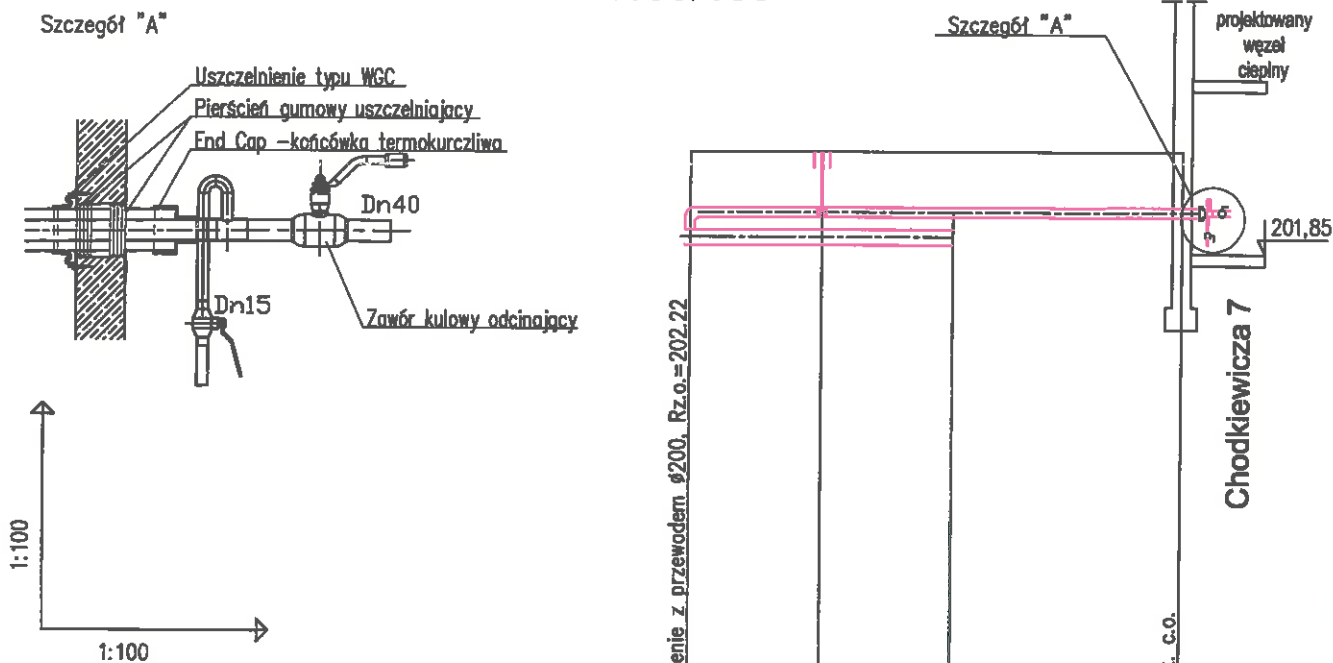 Szczegół "A"
Uszczelnienie typu WGC
Pierścień gumowy uszczelniajacy
End Cap -końcówka termokurczliwa
Dn40
Dn15
Zawór kulowy odcinający
1:100
1:100
Szczegół "A"
projektowany
węzeł
cieplny
201,85
Chodkiewicza 7
enie z przewodem ø200, Rz.o.=202.22
c.o.